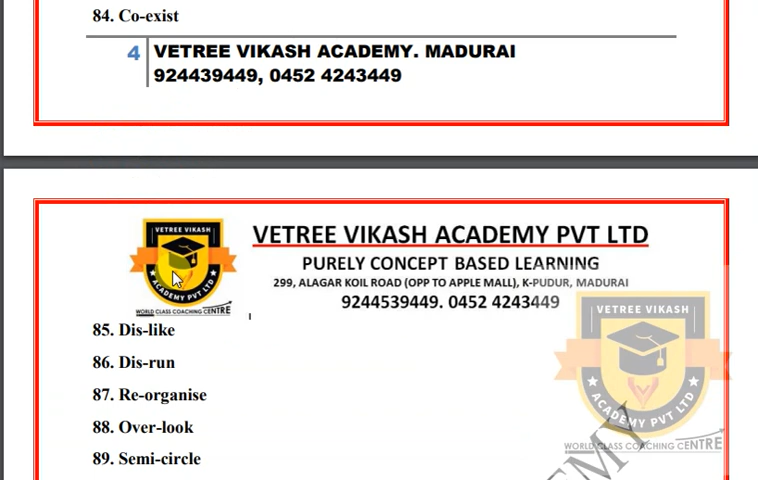 84. Co-exist
4 VETREE VIKASH ACADEMY. MADURAI
924439449, 0452 4243449
VETREE VIKASH
ACADEMY PVT LTD
WORLD CLASS COACHING CENTRE
VETREE VIKASH ACADEMY PVT LTD
PURELY CONCEPT BASED LEARNING
299, ALAGAR KOIL ROAD (OPP TO APPLE MALL), K-PUDUR, MADURAI
9244539449. 0452 4243449
85. Dis-like
86. Dis-run
87. Re-organise
88. Over-look
89. Semi-circle
VETREE VIKASH
ACADEMY PVT LTD
WORLD CLASS COACHING CENTRE
EMY